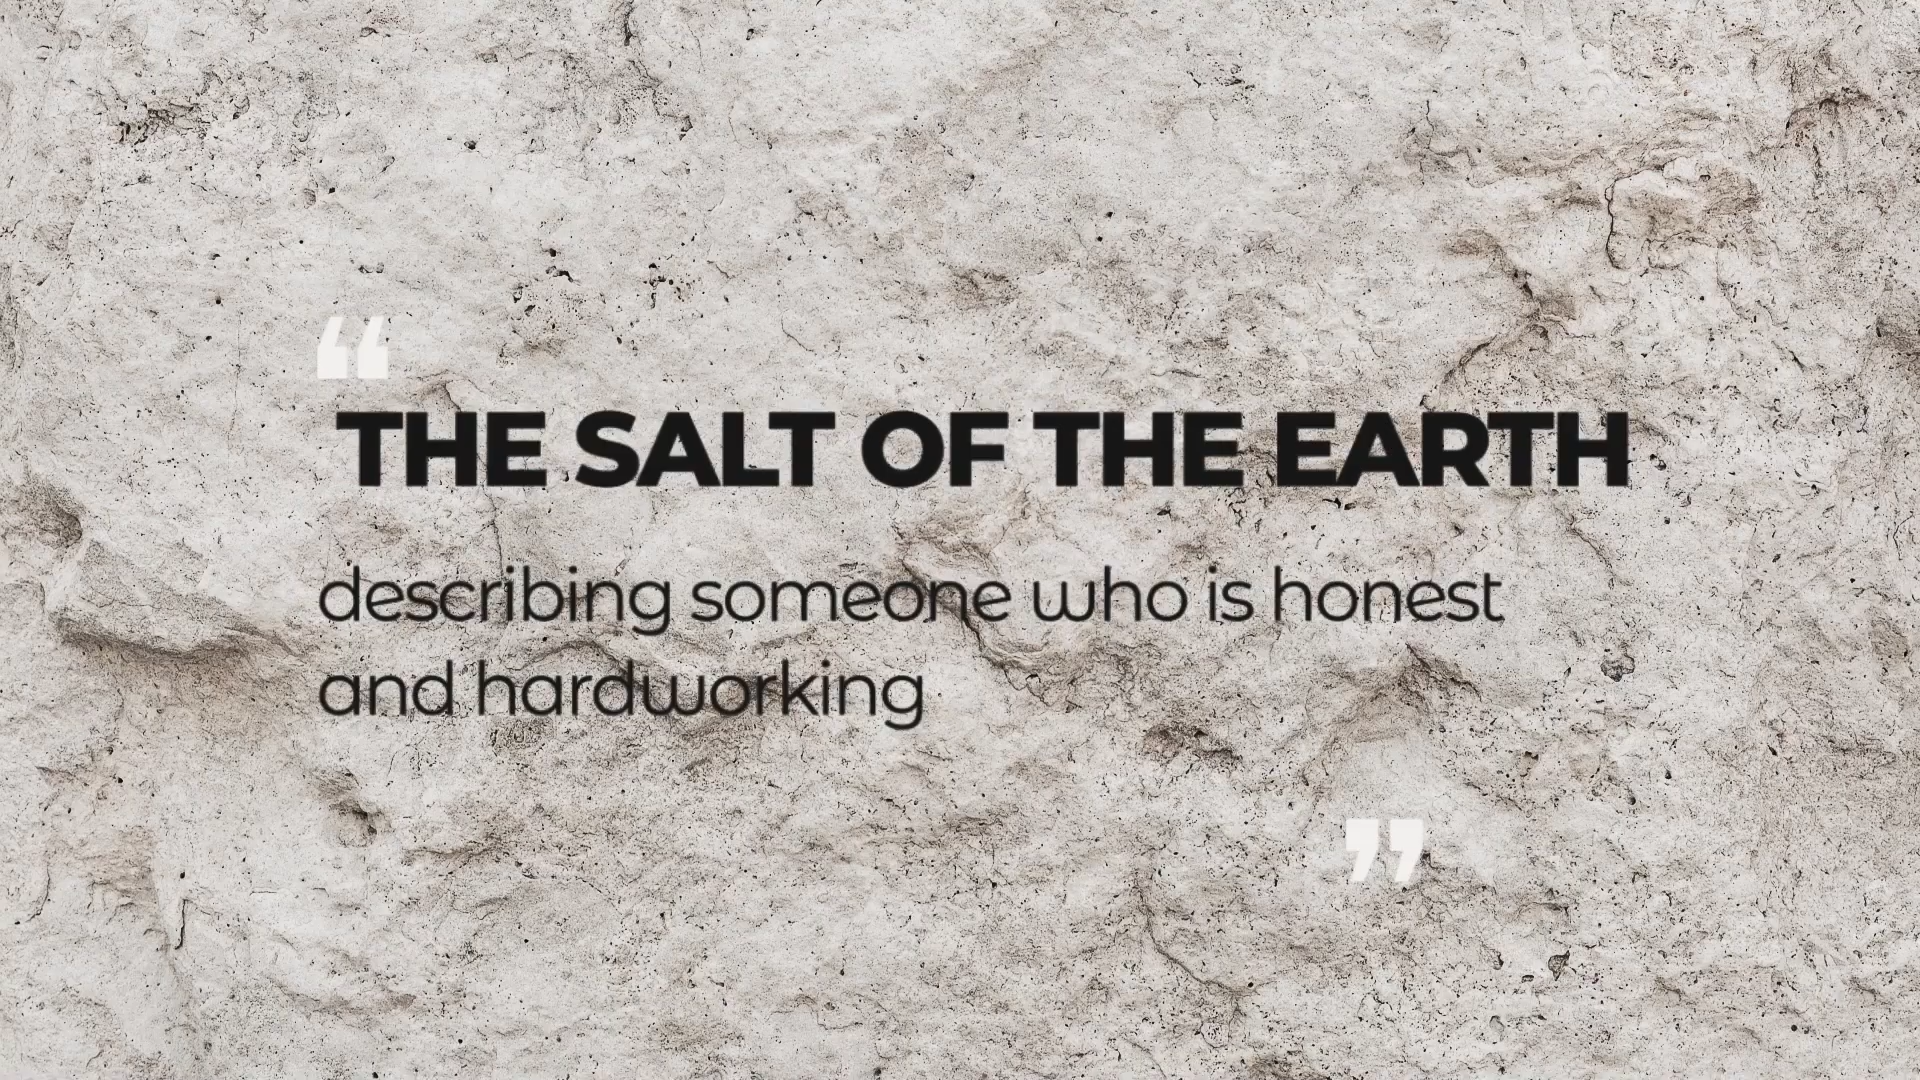 “
THE SALT OF THE EARTH
describing someone who is honest
and hardworking
”